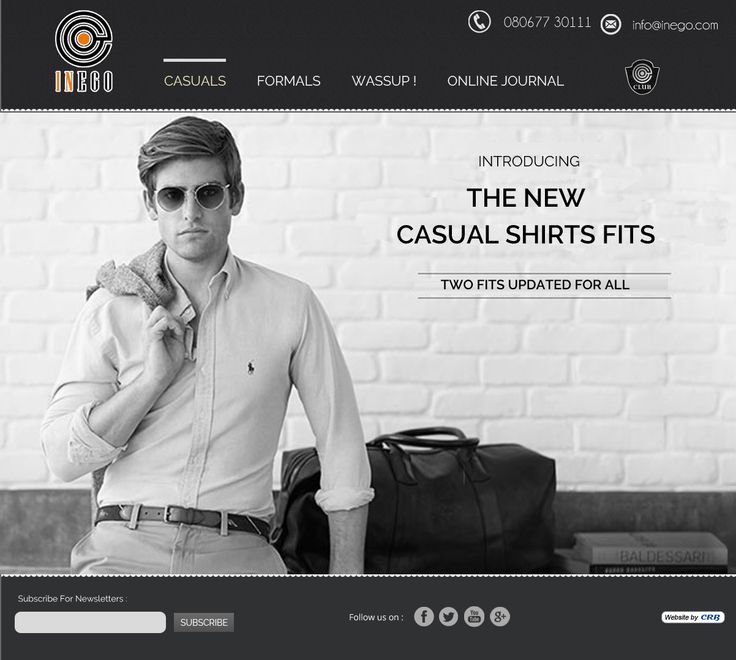 080677 30111
info@inego.com
INEGO
CASUALS
FORMALS
WASSUP !
ONLINE JOURNAL
CLUB
INTRODUCING
THE NEW
CASUAL SHIRTS FITS
TWO FITS UPDATED FOR ALL
BALDESSARI
Subscribe For Newsletters :
SUBSCRIBE
Follow us on :
f
You
Tube
g+
Website by CRB